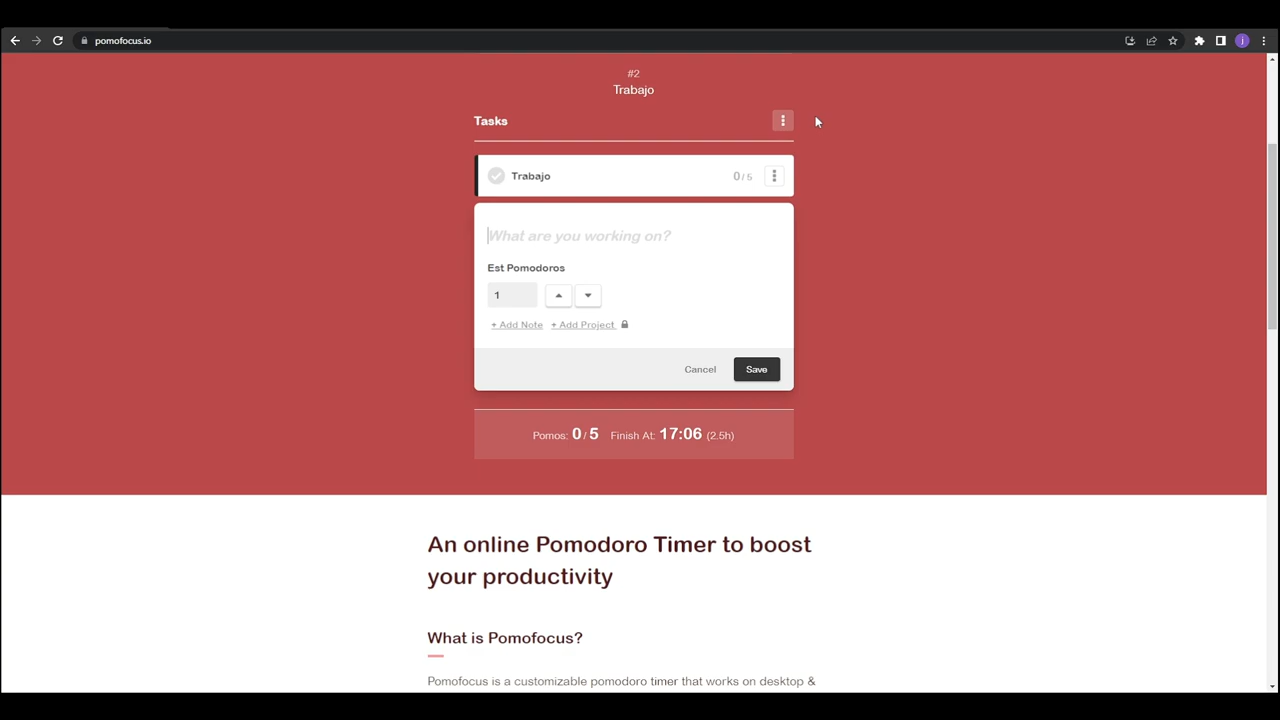 pomofocus.io
j
#2
Trabajo
Tasks
Trabajo 0/5
What are you working on?
Est Pomodoros
1
+ Add Note + Add Project
Cancel Save
Pomos: 0/5 Finish At: 17:06 (2.5h)
An online Pomodoro Timer to boost
your productivity
What is Pomofocus?
Pomofocus is a customizable pomodoro timer that works on desktop &